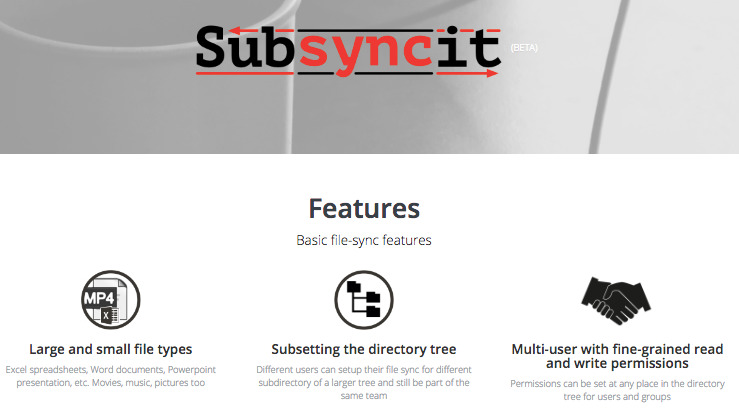 Subsyncit (BETA)
Features
Basic file-sync features
MP4
X
Large and small file types
Excel spreadsheets, Word documents, Powerpoint
presentation, etc. Movies, music, pictures too
Subsetting the directory tree
Different users can setup their file sync for different
subdirectory of a larger tree and still be part of the
same team
Multi-user with fine-grained read
and write permissions
Permissions can be set at any place in the directory
tree for users and groups